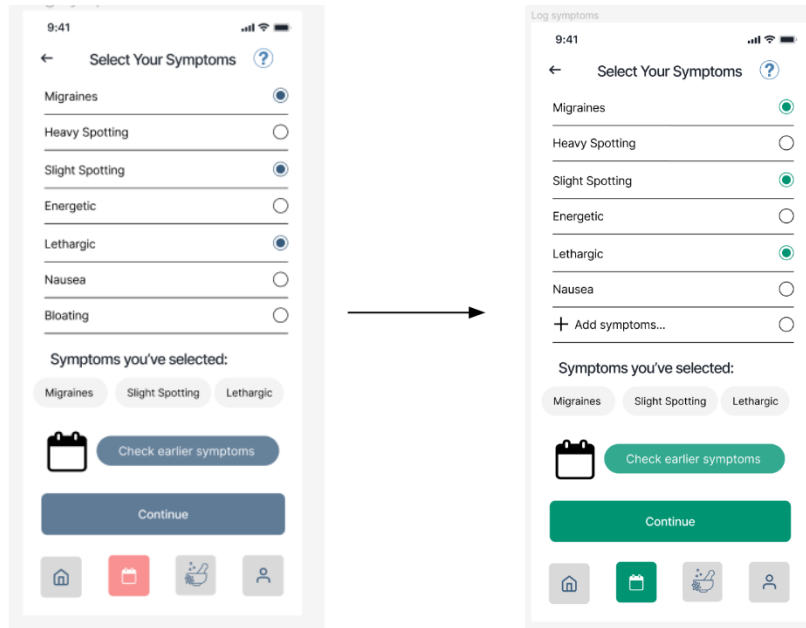 9:41
Select Your Symptoms ?
Migraines
Heavy Spotting
Slight Spotting
Energetic
Lethargic
Nausea
Bloating
Symptoms you've selected:
Migraines Slight Spotting Lethargic
Check earlier symptoms
Continue
Log symptoms
9:41
Select Your Symptoms ?
Migraines
Heavy Spotting
Slight Spotting
Energetic
Lethargic
Nausea
+ Add symptoms...
Symptoms you've selected:
Migraines Slight Spotting Lethargic
Check earlier symptoms
Continue